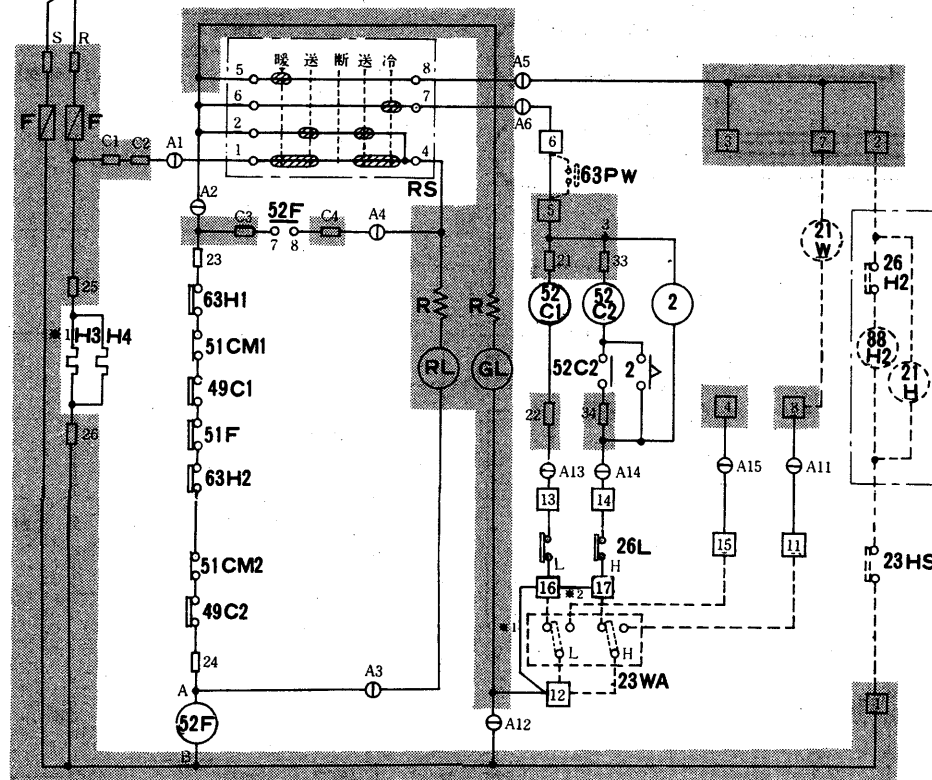 S R
F F
C1 C2 A1
暖 送 断 送 冷
5 8 A5
6 7 A6
2
1 4
RS
A2
C3 52F C4 A4
7 8
23
63H1
51CM1
49C1
51F
63H2
51CM2
49C2
24
A A3
52F
B
25
※1 H3 H4
26
R R
RL GL
6
63PW
5
3
21 33
52
C1
52
C2
2
52C2 2
22 34
A13 A14
13 14
26L
L H
16 ※2 17
※1
L H
23WA
12
A12
3 7 2
21
W
26
H2
88
H2
21
H
4 8
A15 A11
15 11
23HS
1